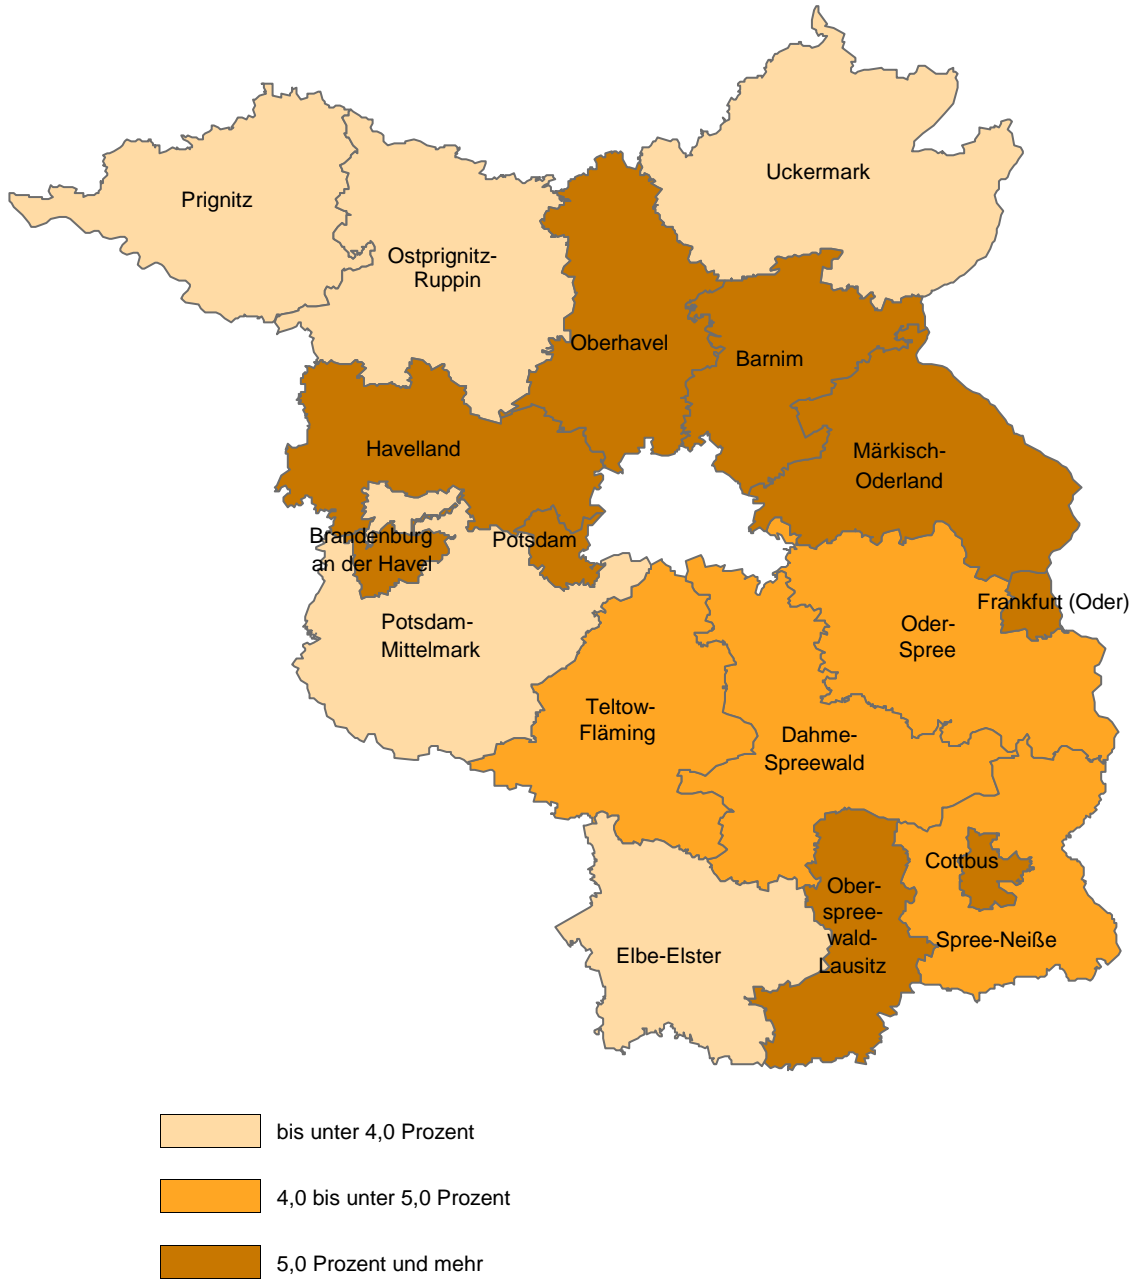 Uckermark
Prignitz
Ostprignitz-
Ruppin
Oberhavel
Barnim
Havelland
Märkisch-
Oderland
Brandenburg
an der Havel
Potsdam
Frankfurt (Oder)
Potsdam-
Mittelmark
Oder-
Spree
Teltow-
Fläming
Dahme-
Spreewald
Cottbus
Ober-
spree-
wald-
Lausitz
Spree-Neiße
Elbe-Elster
bis unter 4,0 Prozent
4,0 bis unter 5,0 Prozent
5,0 Prozent und mehr